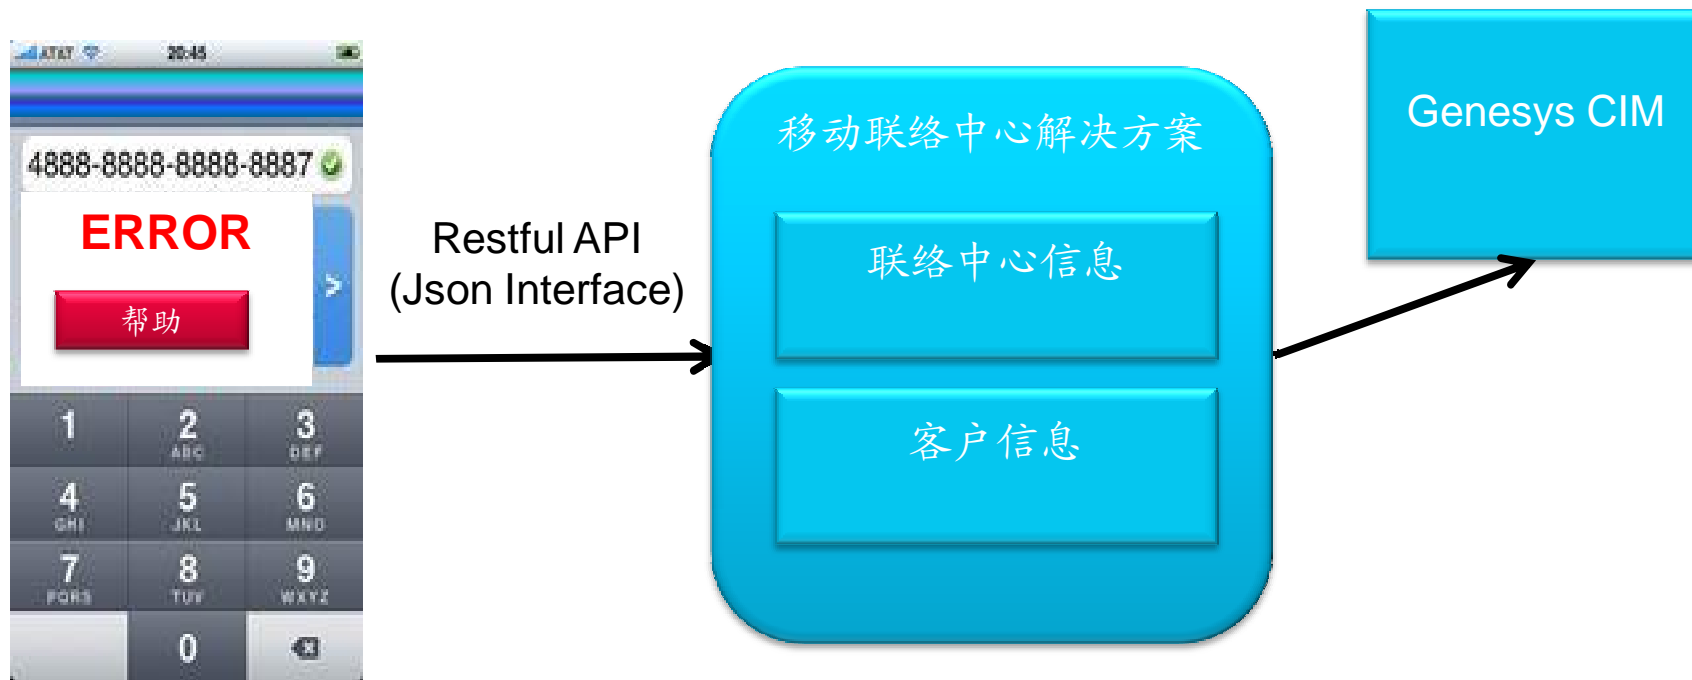 AT&T 20:45
4888-8888-8888-8887
ERROR
帮助
>
1 2 3
ABC DEF
4 5 6
GHI JKL MNO
7 8 9
PQRS TUV WXYZ
0
Restful API
(Json Interface)
移动联络中心解决方案
联络中心信息
客户信息
Genesys CIM